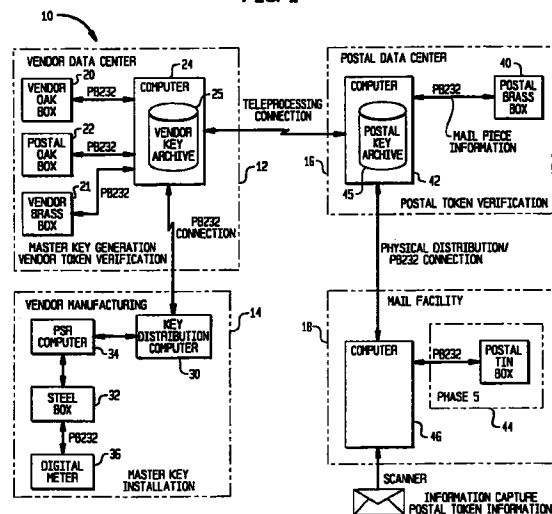 10
VENDOR DATA CENTER
20
VENDOR
OAK
BOX
PB232
22
POSTAL
OAK
BOX
PB232
21
VENDOR
BRASS
BOX
PB232
24
COMPUTER
25
VENDOR
KEY
ARCHIVE
12
MASTER KEY GENERATION
VENDOR TOKEN VERIFICATION
PB232
CONNECTION
TELEPROCESSING
CONNECTION
POSTAL DATA CENTER
COMPUTER
POSTAL
KEY
ARCHIVE
45
42
16
PB232
40
POSTAL
BRASS
BOX
MAIL PIECE
INFORMATION
POSTAL TOKEN VERIFICATION
PHYSICAL DISTRIBUTION/
PB232 CONNECTION
VENDOR MANUFACTURING
14
PSR
COMPUTER
34
KEY
DISTRIBUTION
COMPUTER
30
STEEL
BOX
32
PB232
DIGITAL
METER
36
MASTER KEY
INSTALLATION
MAIL FACILITY
18
COMPUTER
46
PB232
POSTAL
TIN
BOX
PHASE 5
44
SCANNER
INFORMATION CAPTURE
POSTAL TOKEN INFORMATION